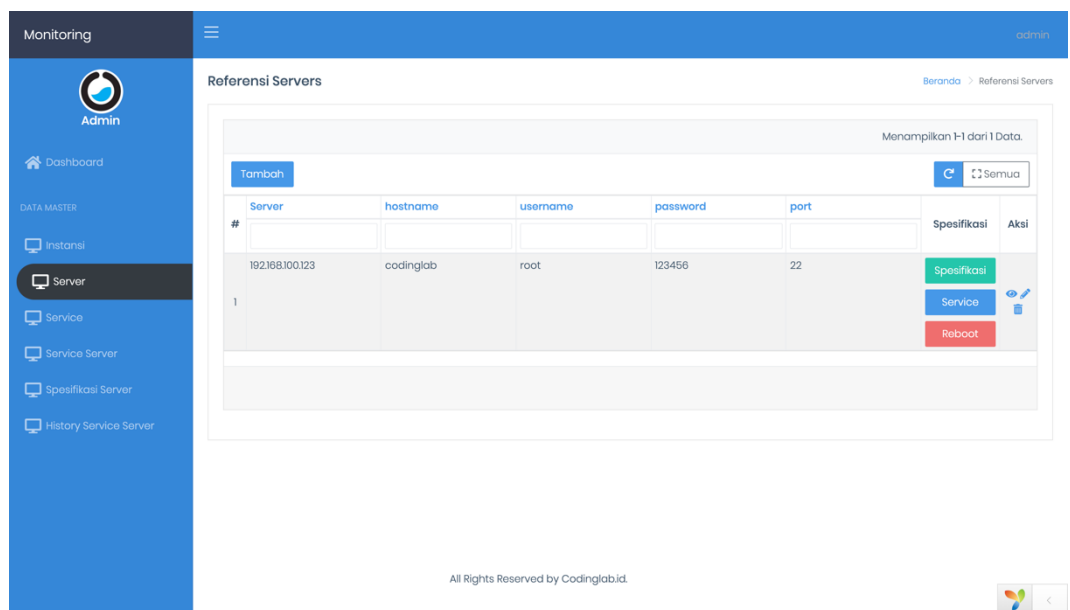 Monitoring
admin
Admin
Dashboard
DATA MASTER
Instansi
Server
Service
Service Server
Spesifikasi Server
History Service Server
Referensi Servers
Beranda > Referensi Servers
Menampilkan 1-1 dari 1 Data.
Tambah
Semua
# Server hostname username password port Spesifikasi Aksi
1 192.168.100.123 codinglab root 123456 22 Spesifikasi
Service
Reboot
All Rights Reserved by Codinglab.id.